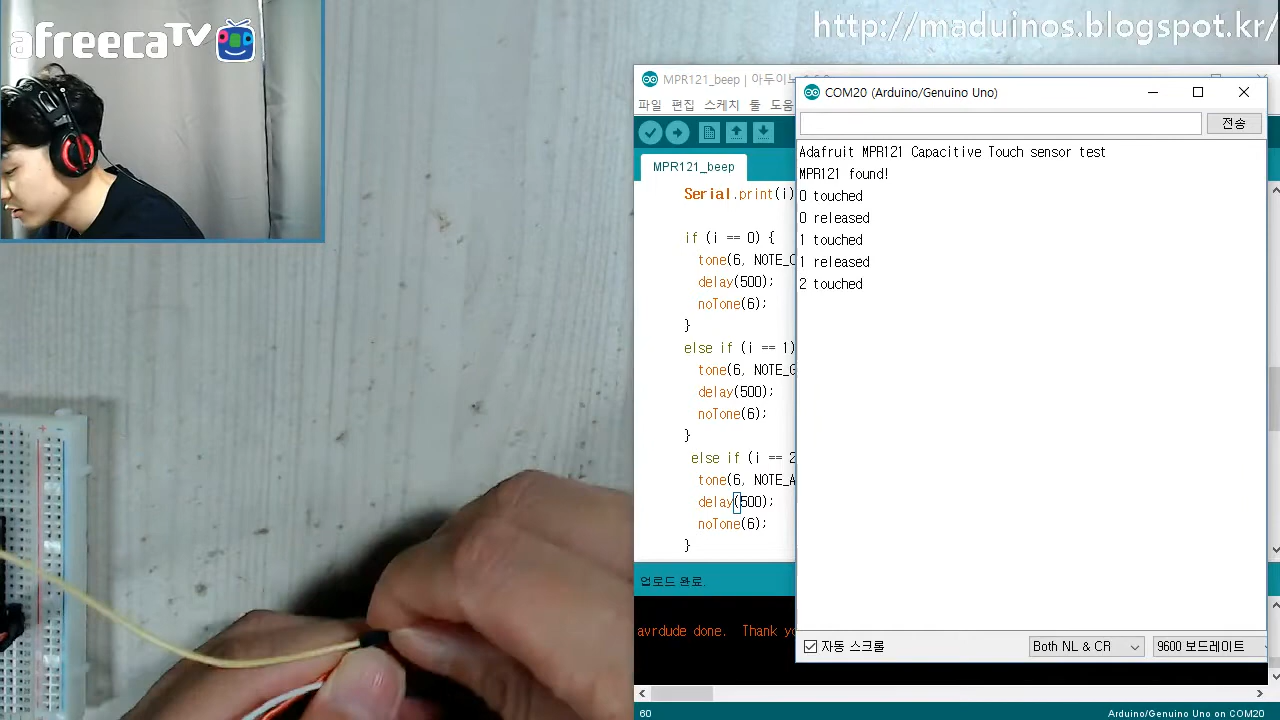 afreecaTV
http://maduinos.blogspot.kr/
MPR121_beep | 아두이노
파일 편집 스케치 툴 도움
MPR121_beep
Serial.print(i)
if (i == 0) {
tone(6, NOTE_C
delay(500);
noTone(6);
}
else if (i == 1)
tone(6, NOTE_G
delay(500);
noTone(6);
}
else if (i == 2
tone(6, NOTE_A
delay(500);
noTone(6);
}
업로드 완료.
avrdude done. Thank yo
60
Arduino/Genuino Uno on COM20
COM20 (Arduino/Genuino Uno)
전송
Adafruit MPR121 Capacitive Touch sensor test
MPR121 found!
0 touched
0 released
1 touched
1 released
2 touched
자동 스크롤
Both NL & CR
9600 보드레이트